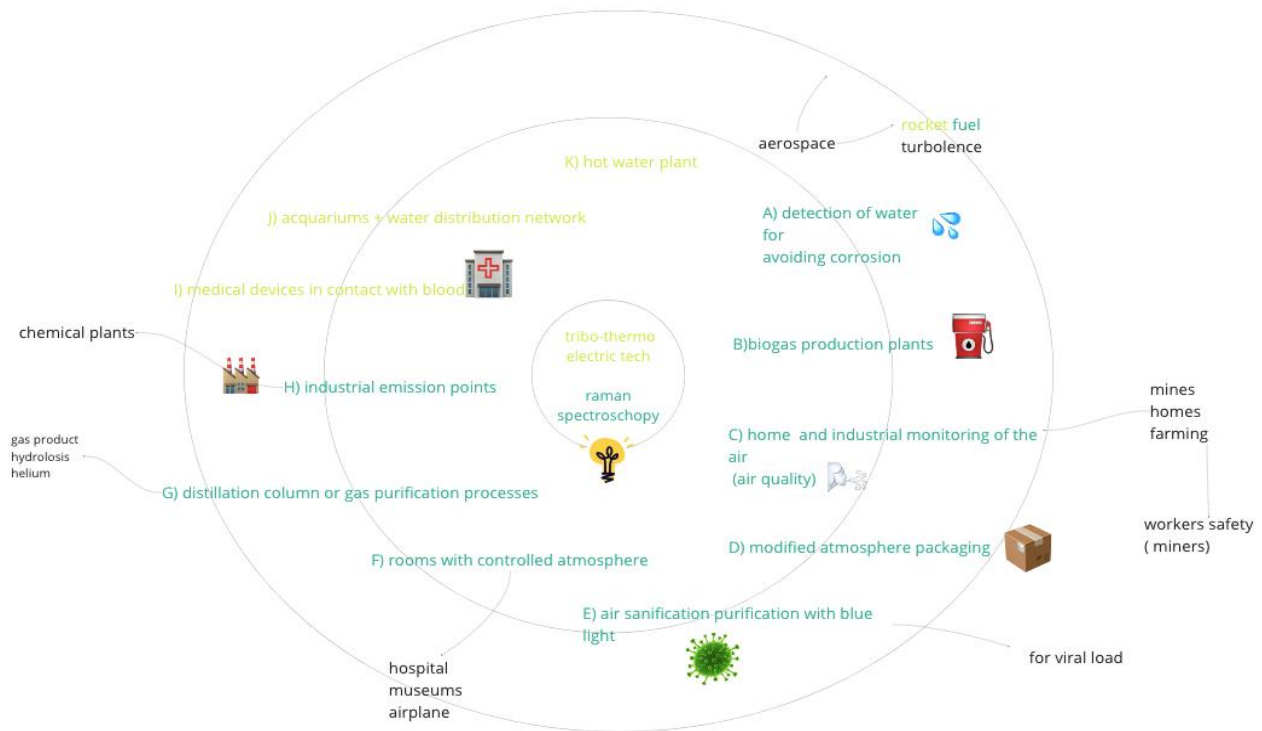 rocket fuel
turbolence
aerospace
K) hot water plant
J) acquariums + water distribution network
A) detection of water
for
avoiding corrosion
I) medical devices in contact with blood
chemical plants
tribo-thermo
electric tech
B)biogas production plants
H) industrial emission points
raman
spectroschopy
mines
homes
farming
C) home and industrial monitoring of the
air
(air quality)
gas product
hydrolosis
helium
G) distillation column or gas purification processes
workers safety
( miners)
D) modified atmosphere packaging
F) rooms with controlled atmosphere
E) air sanification purification with blue
light
for viral load
hospital
museums
airplane